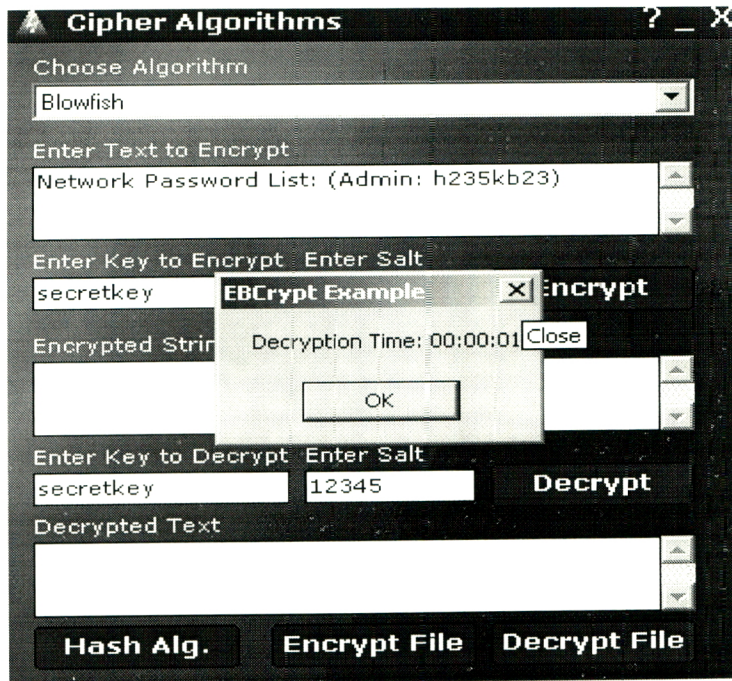 Cipher Algorithms ? _ X
Choose Algorithm
Blowfish
Enter Text to Encrypt
Network Password List: (Admin: h235kb23)
Enter Key to Encrypt Enter Salt
secretkey
Encrypt
EBCrypt Example
Decryption Time: 00:00:01
Close
OK
Encrypted Strin
Enter Key to Decrypt Enter Salt
secretkey 12345 Decrypt
Decrypted Text
Hash Alg. Encrypt File Decrypt File